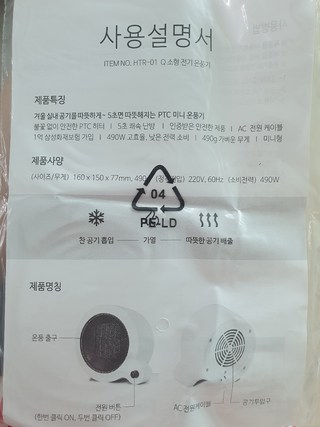 사용설명서
ITEM NO. HTR-01 Q 소형 전기 온풍기
제품특징
겨울 실내 공기를 따뜻하게~ 5초면 따뜻해지는 PTC 미니 온풍기
불꽃 없이 안전한 PTC 히터 | 5초 쾌속 난방 | 인증받은 안전한 제품 | AC 전원 케이블
1억 삼성화재보험 가입 | 490W 고효율, 낮은 전력 소비 | 490g 가벼운 무게 | 미니형
제품사양
(사이즈/무게) 160 x 150 x 77mm, 490 220V, 60Hz (소비전력) 490W
04
PE-LD
찬 공기 흡입 가열 따뜻한 공기 배출
제품명칭
온풍 출구
전원 버튼
(한번 클릭 ON, 두번 클릭 OFF)
AC 전원케이블
공기투입구